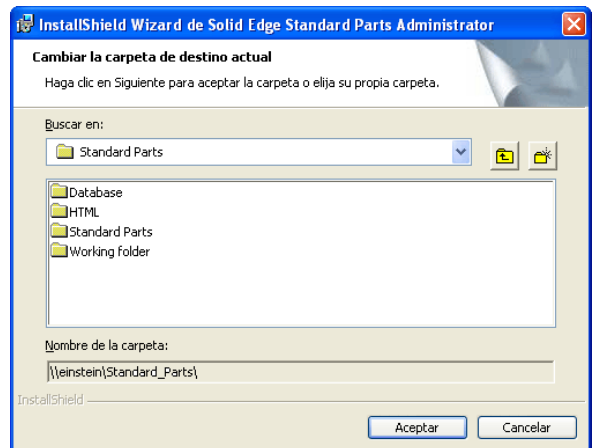 InstallShield Wizard de Solid Edge Standard Parts Administrator
Cambiar la carpeta de destino actual
Haga clic en Siguiente para aceptar la carpeta o elija su propia carpeta.
Buscar en:
Standard Parts
Database
HTML
Standard Parts
Working folder
Nombre de la carpeta:
\\einstein\Standard_Parts\
InstallShield
Aceptar
Cancelar